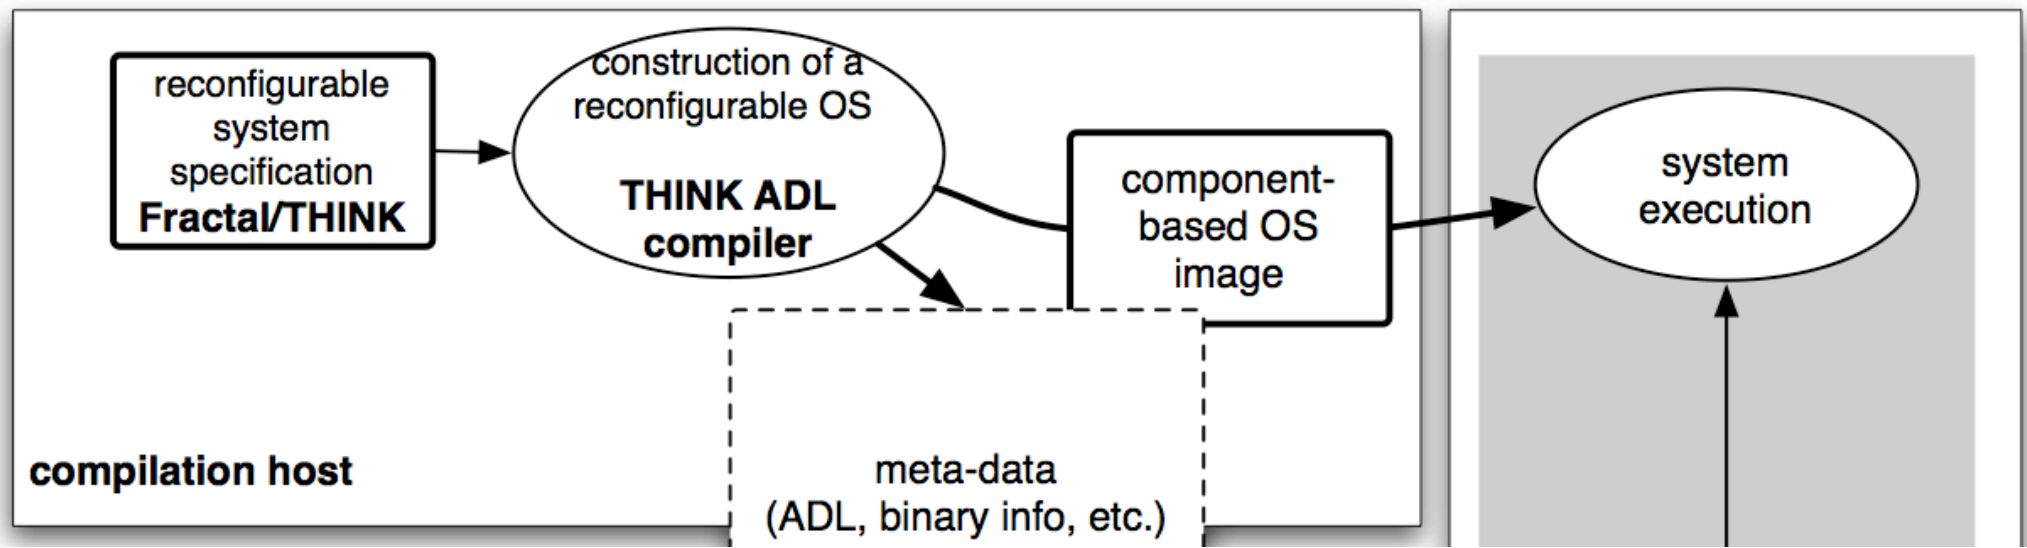 reconfigurable
system
specification
Fractal/THINK
construction of a
reconfigurable OS
THINK ADL
compiler
component-
based OS
image
system
execution
compilation host
meta-data
(ADL, binary info, etc.)